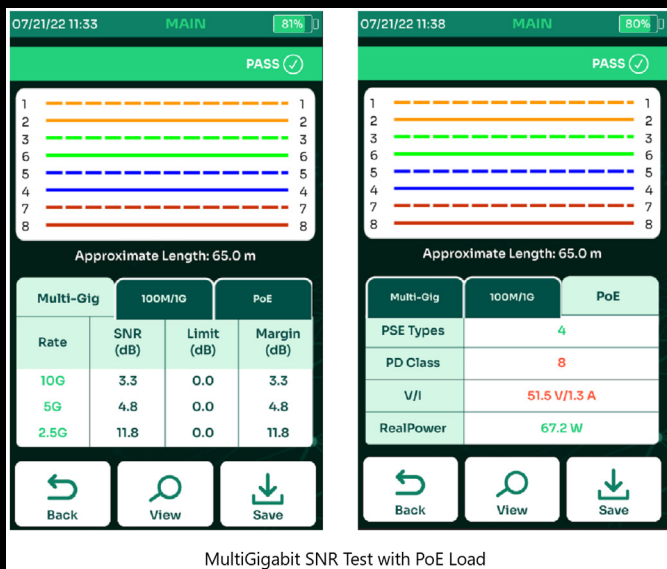 07/21/22 11:33 MAIN 81%
PASS
1 1
2 2
3 3
6 6
5 5
4 4
7 7
8 8
Approximate Length: 65.0 m
Multi-Gig 100M/1G PoE
Rate SNR (dB) Limit (dB) Margin (dB)
10G 3.3 0.0 3.3
5G 4.8 0.0 4.8
2.5G 11.8 0.0 11.8
Back View Save
07/21/22 11:38 MAIN 80%
PASS
1 1
2 2
3 3
6 6
5 5
4 4
7 7
8 8
Approximate Length: 65.0 m
Multi-Gig 100M/1G PoE
PSE Types 4
PD Class 8
V/I 51.5 V/1.3 A
RealPower 67.2 W
Back View Save
MultiGigabit SNR Test with PoE Load